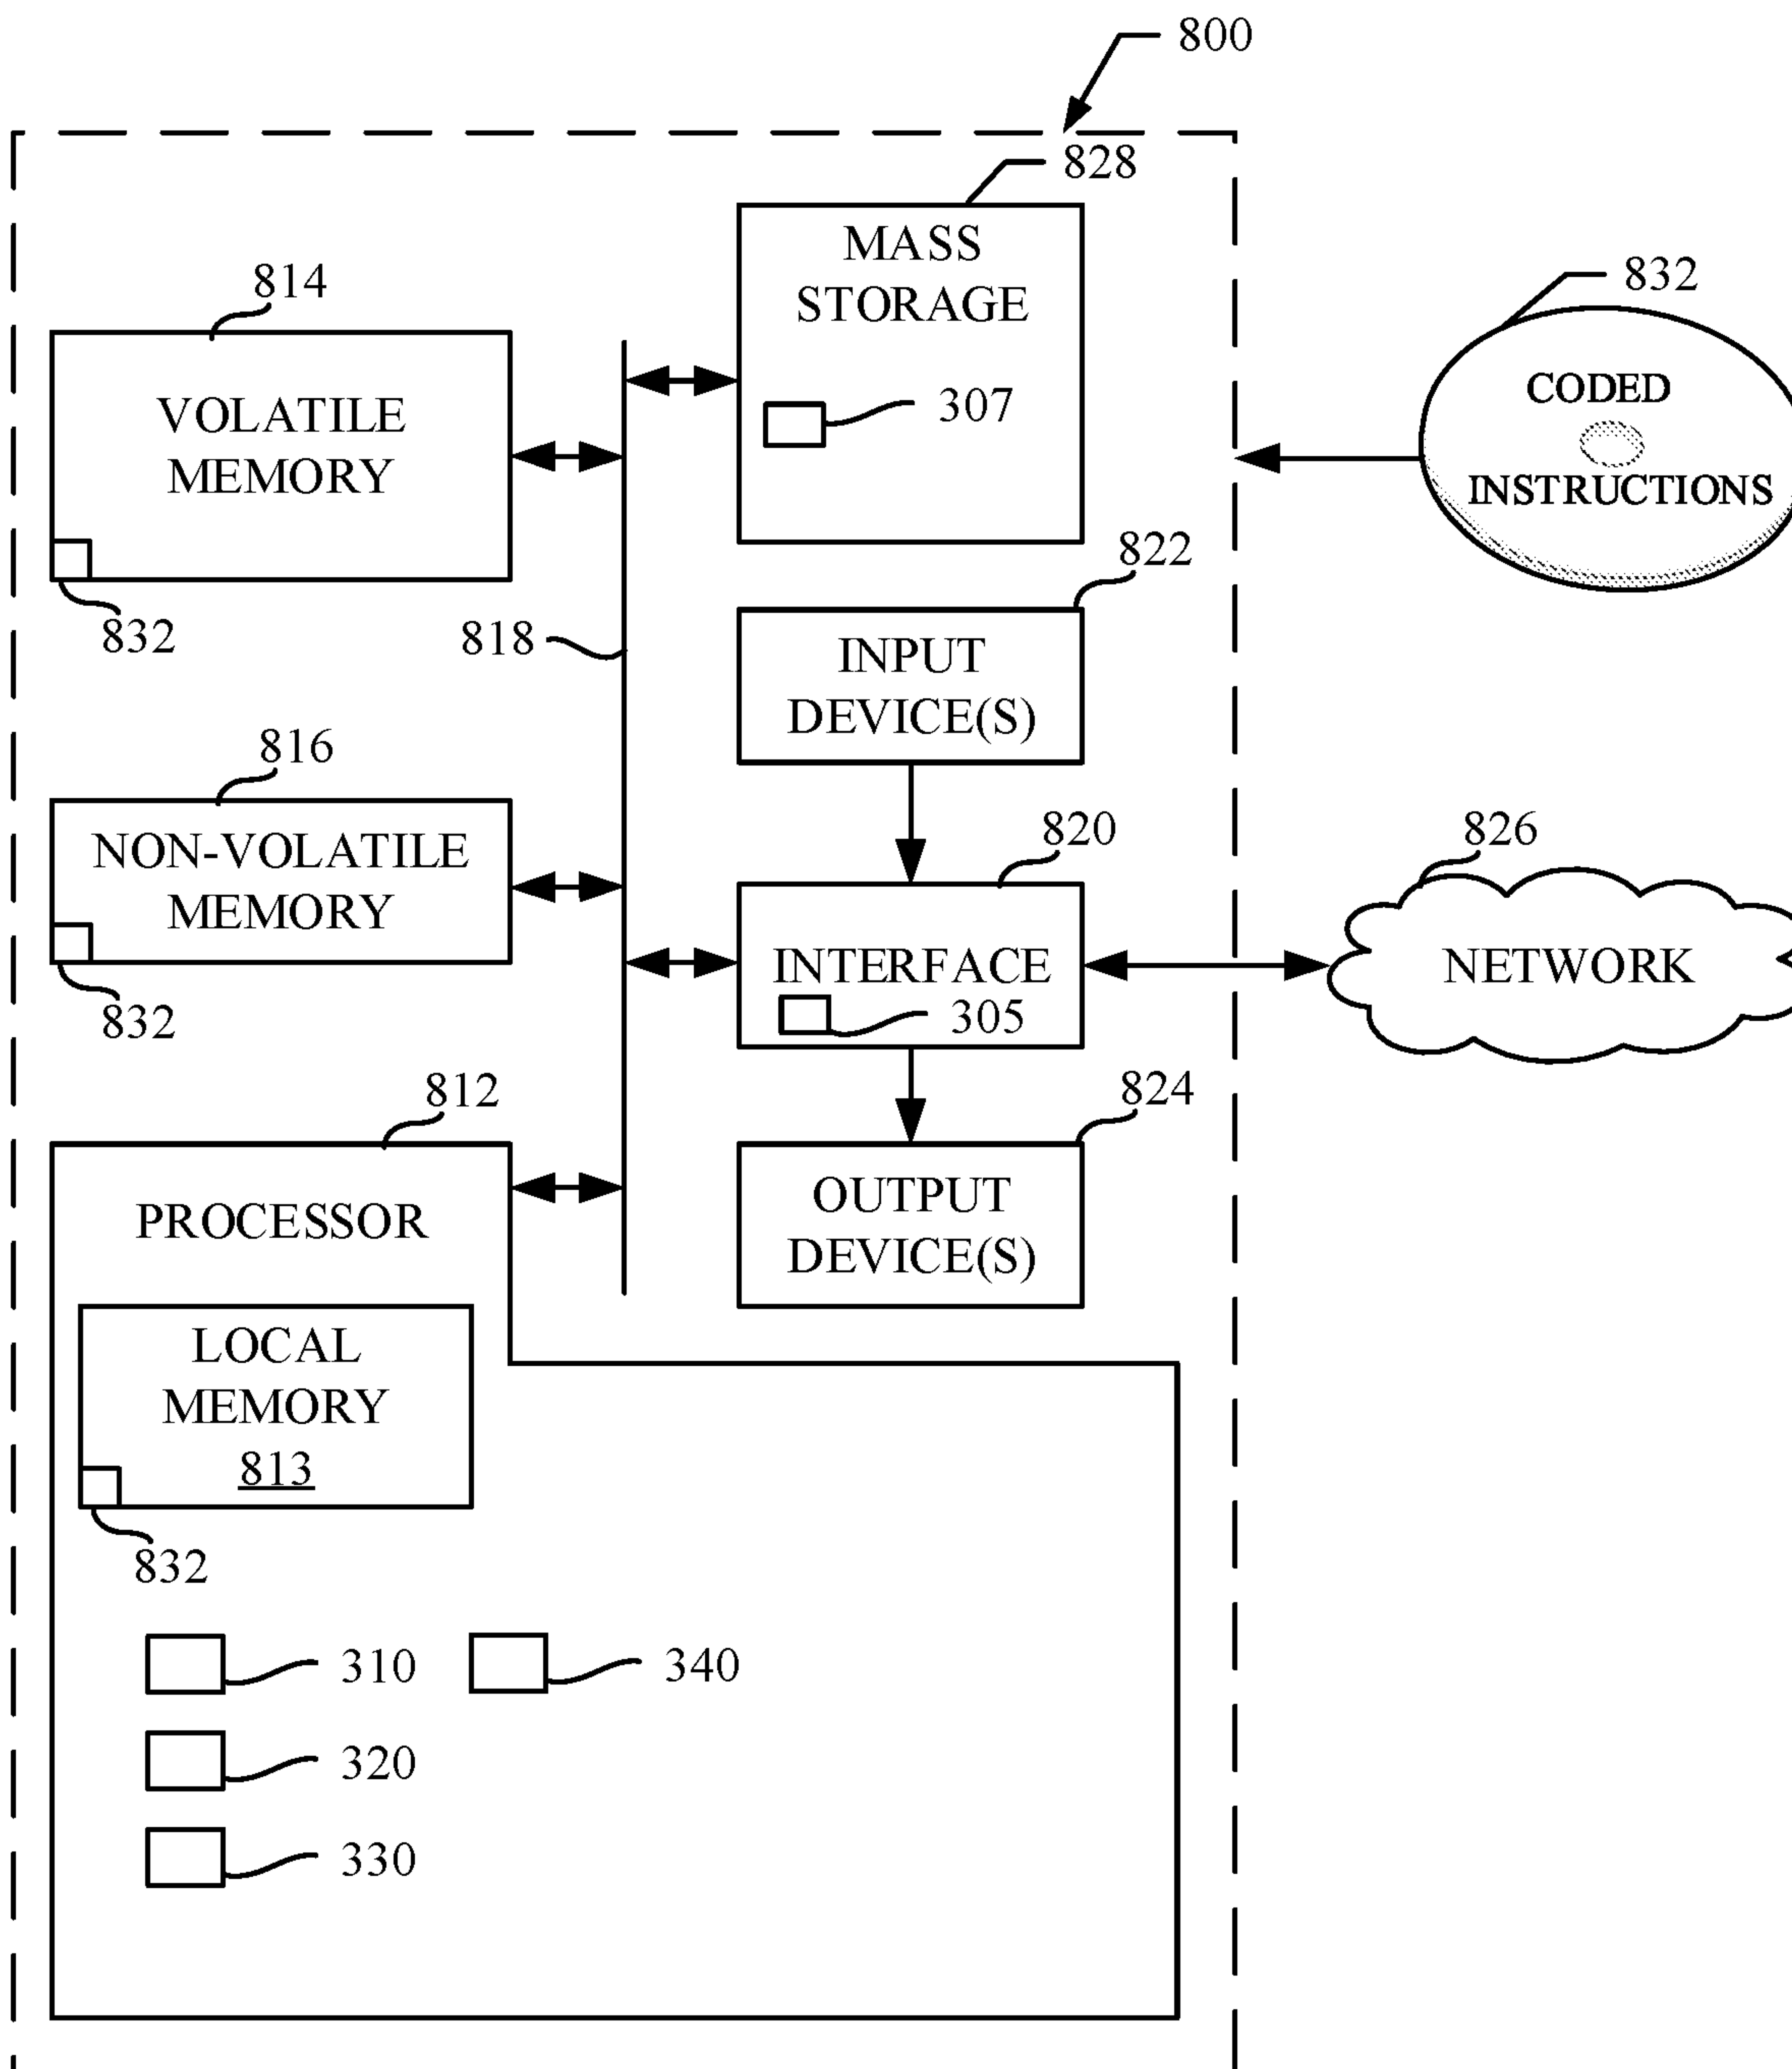 800
828
MASS
STORAGE
307
814
VOLATILE
MEMORY
832
818
832
CODED
INSTRUCTIONS
822
INPUT
DEVICE(S)
816
NON-VOLATILE
MEMORY
832
820
INTERFACE
305
826
NETWORK
812
PROCESSOR
824
OUTPUT
DEVICE(S)
LOCAL
MEMORY
813
832
310
340
320
330